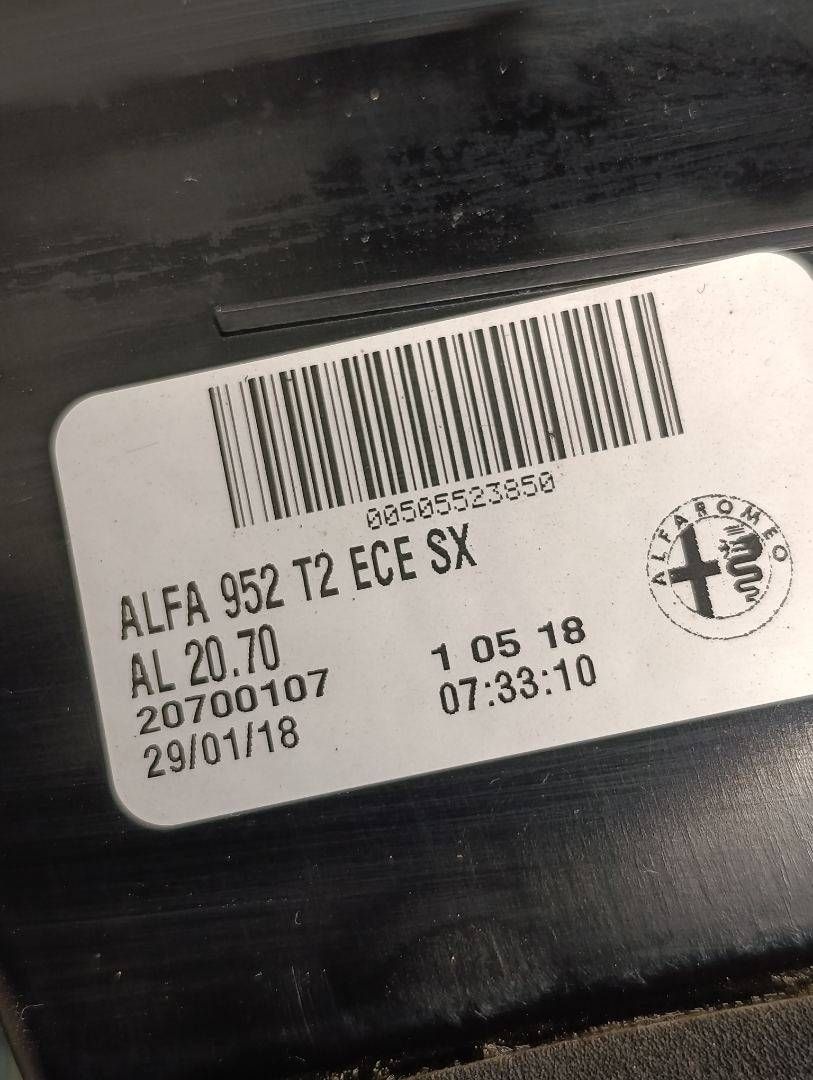 00505523850
ALFA 952 T2 ECE SX
AL 20.70
20700107
29/01/18
1 05 18
07:33:10
ALFA ROMEO